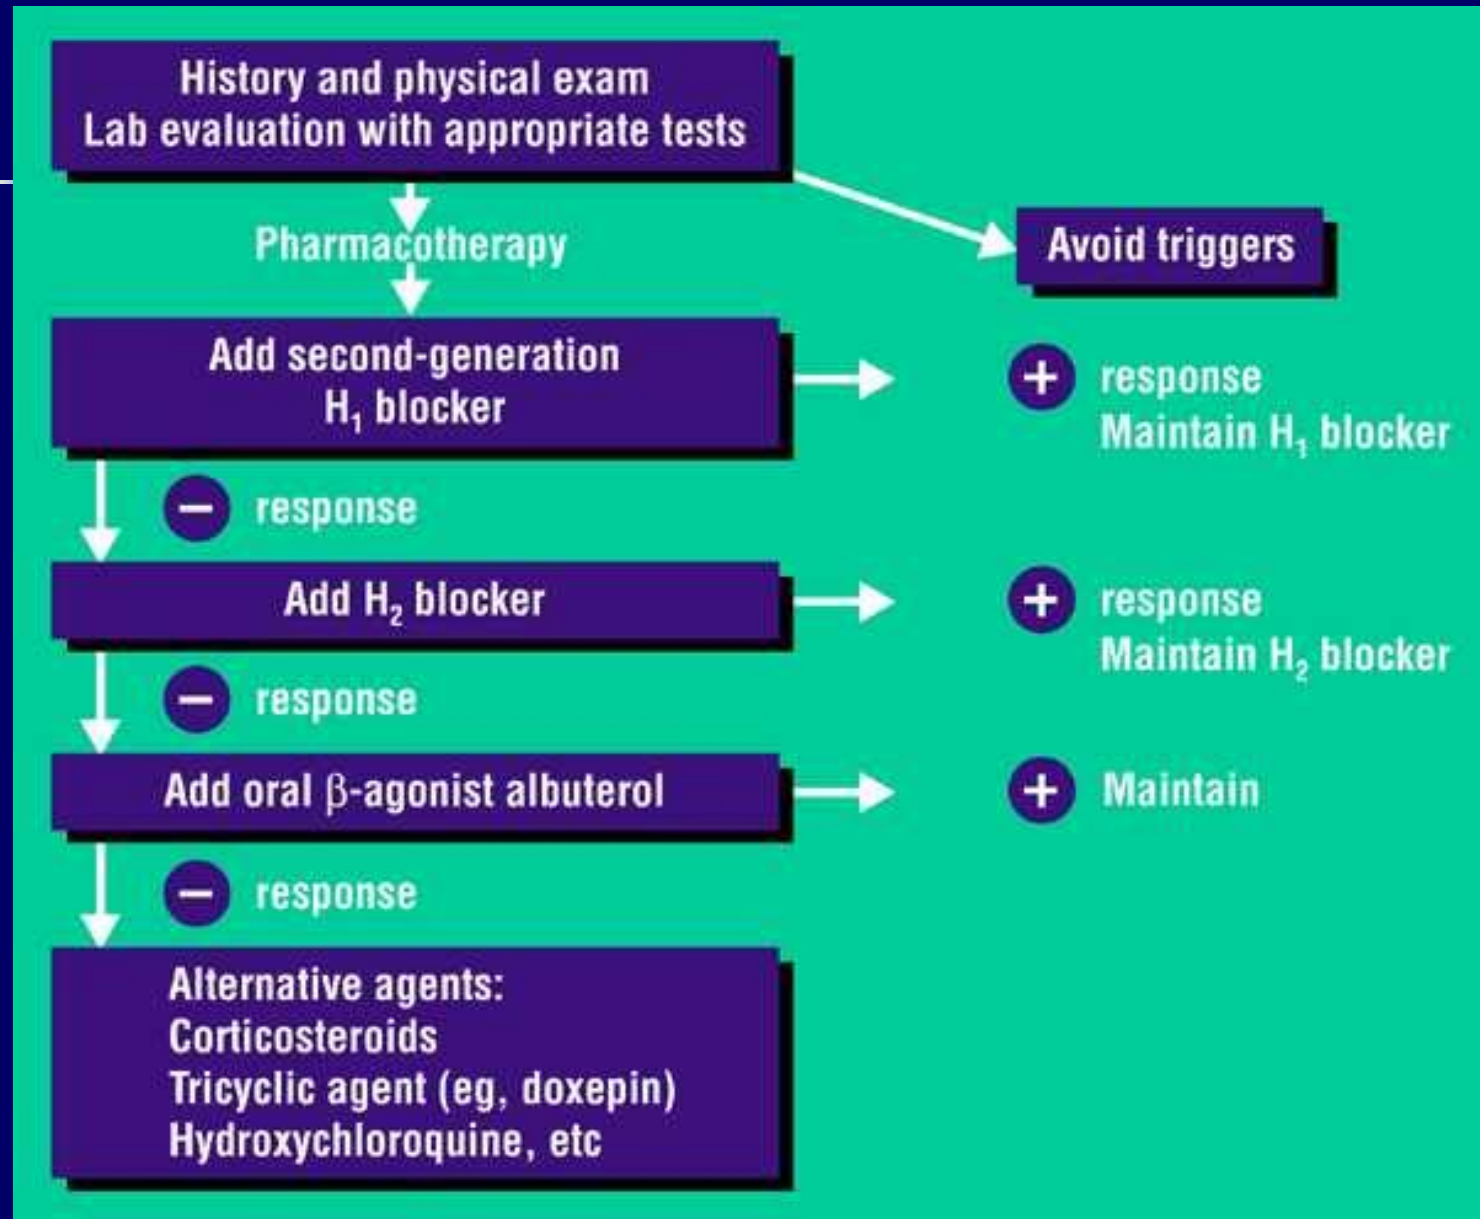 History and physical exam
Lab evaluation with appropriate tests
Pharmacotherapy
Avoid triggers
Add second-generation
H₁ blocker
+ response
Maintain H₁ blocker
− response
Add H₂ blocker
+ response
Maintain H₂ blocker
− response
Add oral β-agonist albuterol
+ Maintain
− response
Alternative agents:
Corticosteroids
Tricyclic agent (eg, doxepin)
Hydroxychloroquine, etc